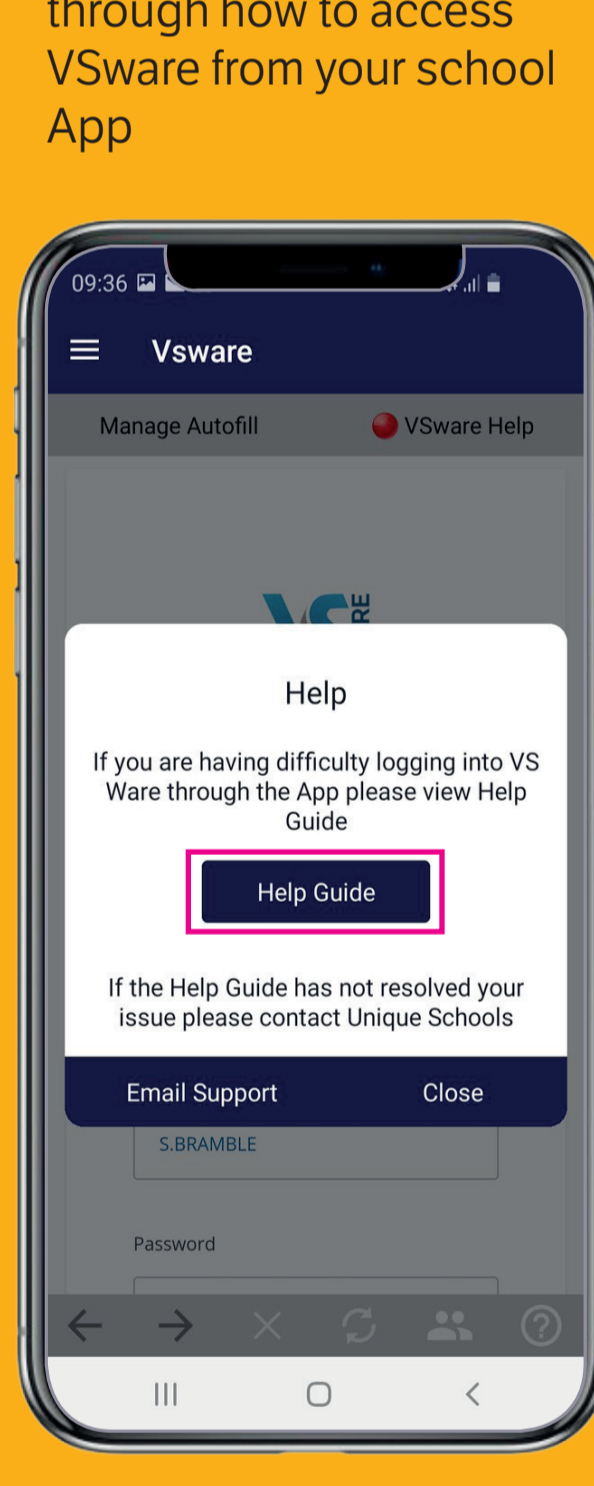 through how to access
VSware from your school
App
09:36
Vsware
Manage Autofill
VSware Help
VS
RE
Help
If you are having difficulty logging into VS
Ware through the App please view Help
Guide
Help Guide
If the Help Guide has not resolved your
issue please contact Unique Schools
Email Support
Close
S.BRAMBLE
Password